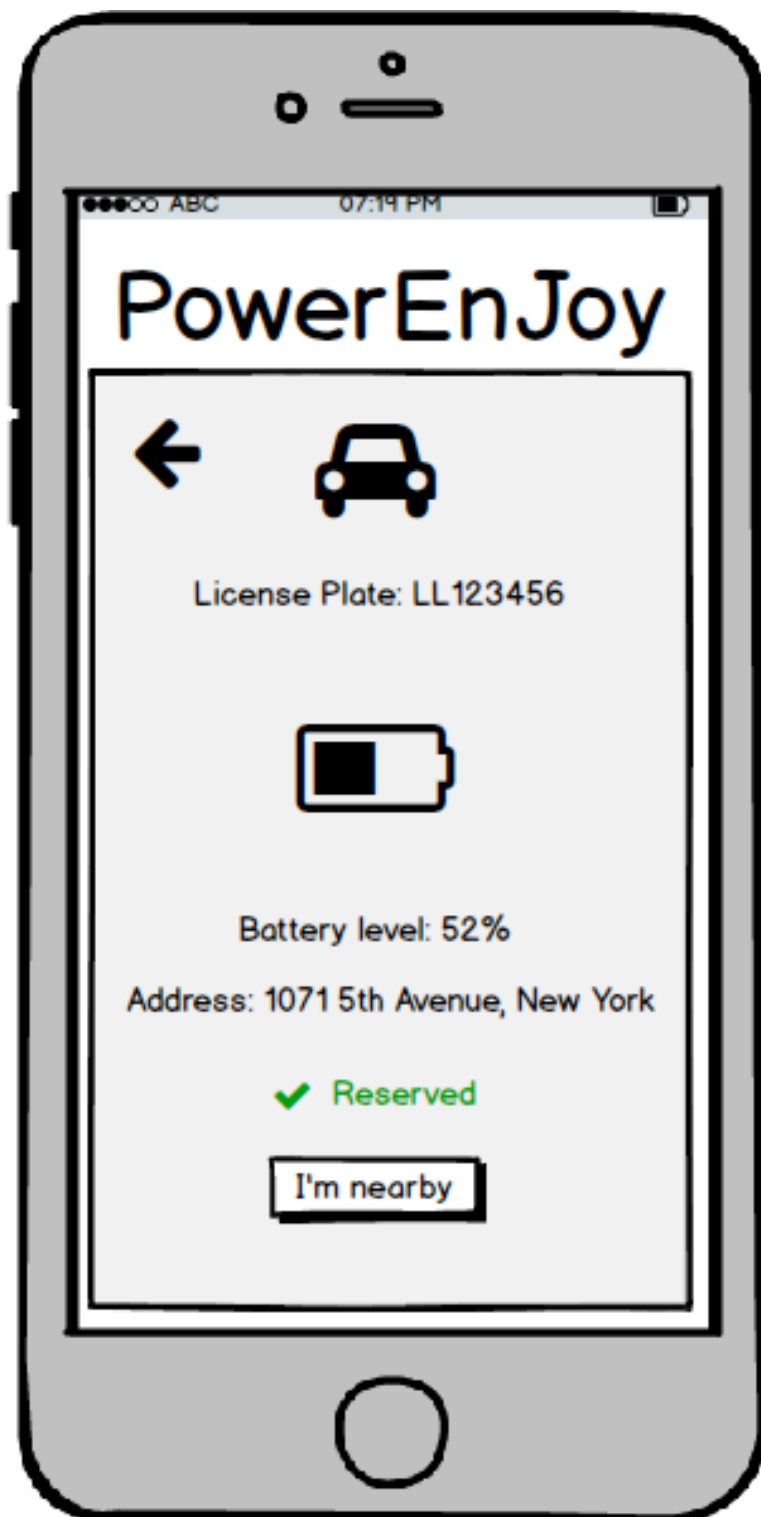 ABC 07:19 PM
PowerEnJoy
License Plate: LL123456
Battery level: 52%
Address: 1071 5th Avenue, New York
Reserved
I'm nearby